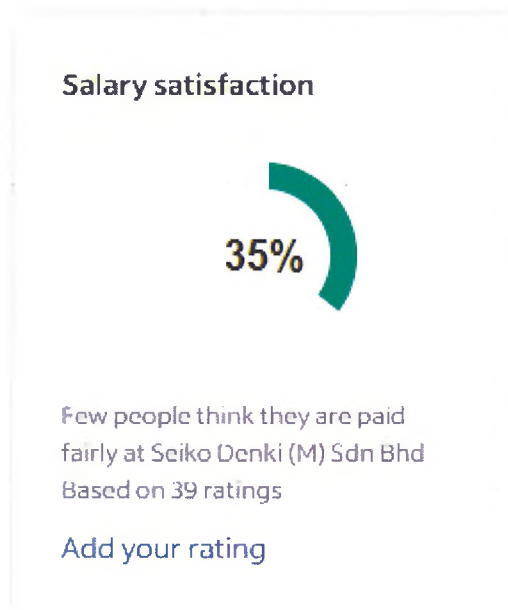 Salary satisfaction
35%
Few people think they are paid
fairly at Seiko Denki (M) Sdn Bhd
Based on 39 ratings
Add your rating